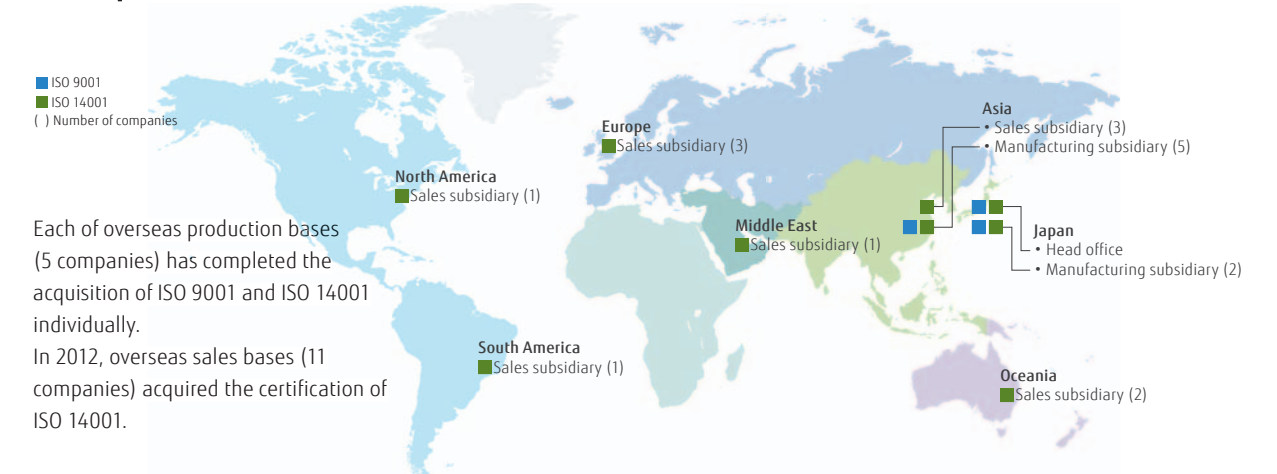 ISO 9001
ISO 14001
( ) Number of companies
Each of overseas production bases
(5 companies) has completed the
acquisition of ISO 9001 and ISO 14001
individually.
In 2012, overseas sales bases (11
companies) acquired the certification of
ISO 14001.
North America
Sales subsidiary (1)
South America
Sales subsidiary (1)
Europe
Sales subsidiary (3)
Middle East
Sales subsidiary (1)
Asia
• Sales subsidiary (3)
• Manufacturing subsidiary (5)
Japan
• Head office
• Manufacturing subsidiary (2)
Oceania
Sales subsidiary (2)